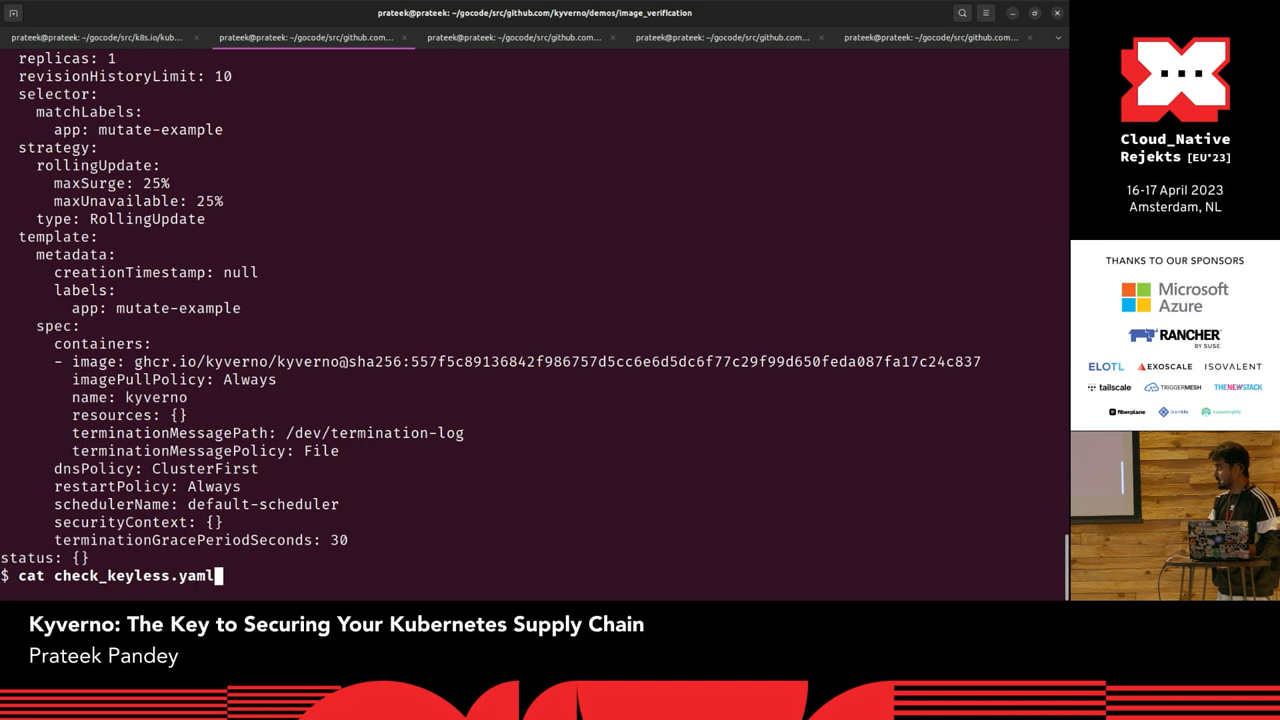 prateek@prateek: ~/gocode/src/github.com/kyverno/demos/image_verification
prateek@prateek: ~/gocode/src/k8s.io/kub...
prateek@prateek: ~/gocode/src/github.com...
prateek@prateek: ~/gocode/src/github.com...
prateek@prateek: ~/gocode/src/github.com...
prateek@prateek: ~/gocode/src/github.com...
replicas: 1
revisionHistoryLimit: 10
selector:
matchLabels:
app: mutate-example
strategy:
rollingUpdate:
maxSurge: 25%
maxUnavailable: 25%
type: RollingUpdate
template:
metadata:
creationTimestamp: null
labels:
app: mutate-example
spec:
containers:
- image: ghcr.io/kyverno/kyverno@sha256:557f5c89136842f986757d5cc6e6d5dc6f77c29f99d650feda087fa17c24c837
imagePullPolicy: Always
name: kyverno
resources: {}
terminationMessagePath: /dev/termination-log
terminationMessagePolicy: File
dnsPolicy: ClusterFirst
restartPolicy: Always
schedulerName: default-scheduler
securityContext: {}
terminationGracePeriodSeconds: 30
status: {}
$ cat check_keyless.yaml
Cloud_Native
Rejekts [EU'23]
16-17 April 2023
Amsterdam, NL
THANKS TO OUR SPONSORS
Microsoft
Azure
RANCHER
BY SUSE
ELOTL
EXOSCALE
ISOVALENT
tailscale
TRIGGERMESH
THENEWSTACK
fiberplane
Kubesimplify
Kyverno: The Key to Securing Your Kubernetes Supply Chain
Prateek Pandey